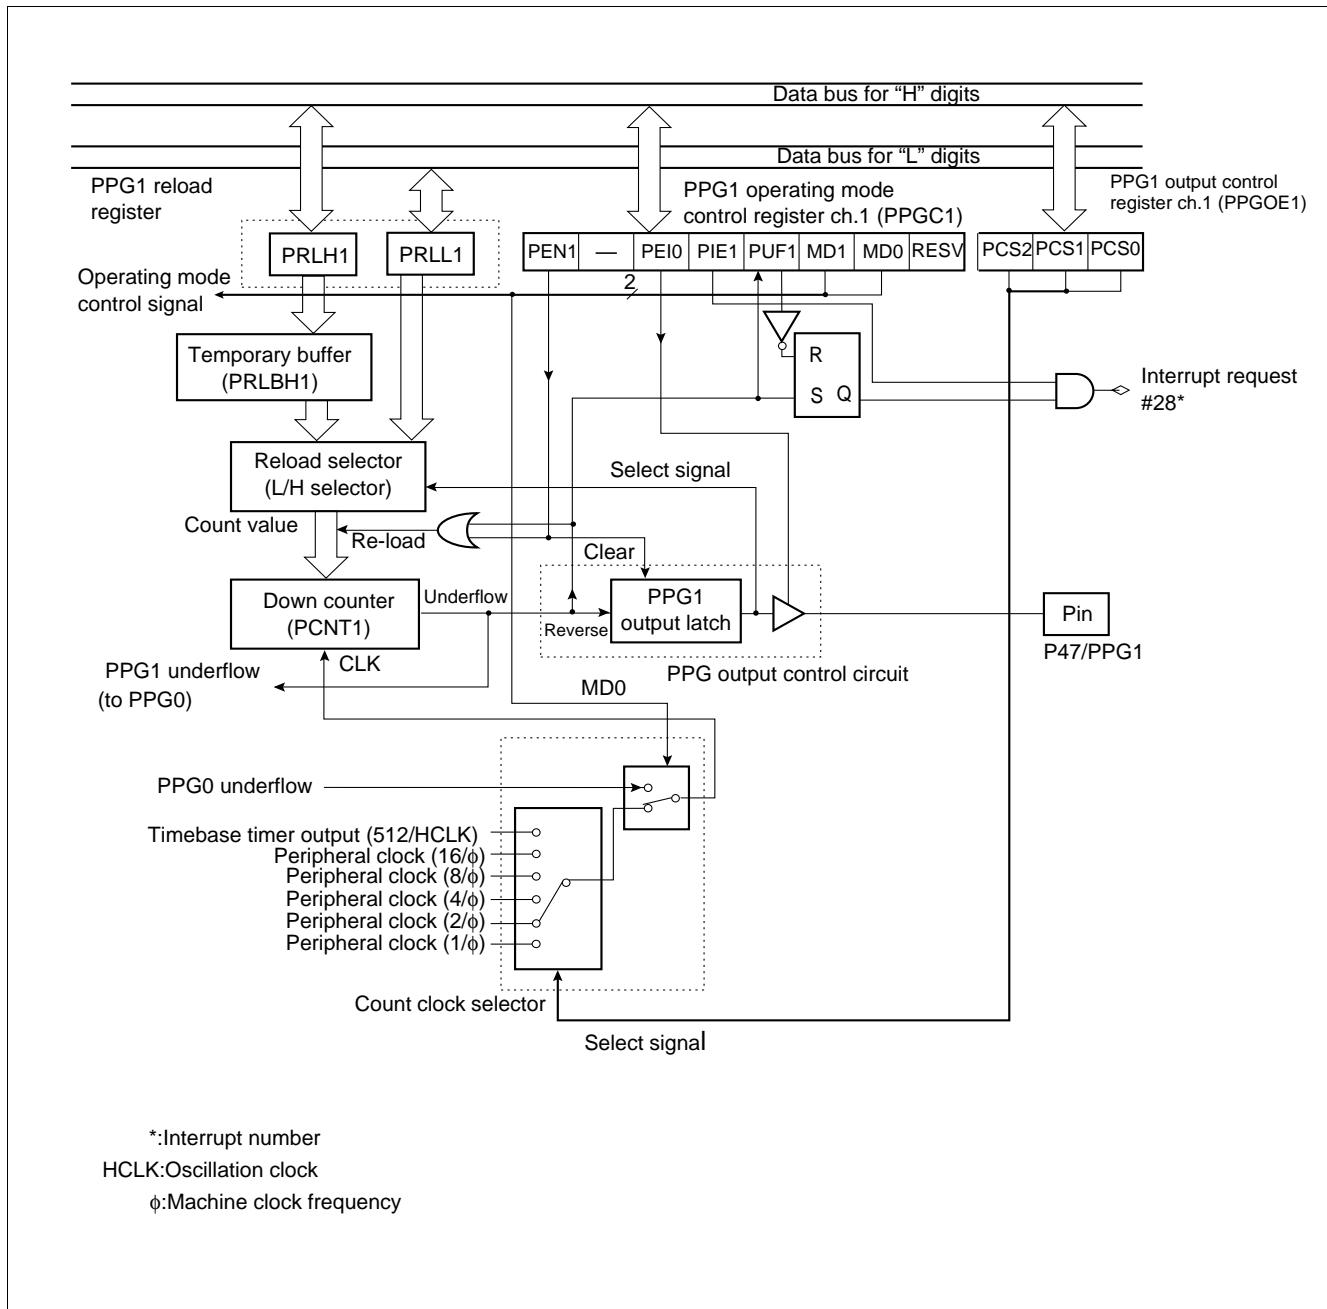 Data bus for “H” digits
Data bus for “L” digits
PPG1 reload
register
PPG1 operating mode
control register ch.1 (PPGC1)
PPG1 output control
register ch.1 (PPGOE1)
PRLH1
PRLL1
PEN1
—
PEI0
PIE1
PUF1
MD1
MD0
RESV
PCS2
PCS1
PCS0
Operating mode
control signal
2
Temporary buffer
(PRLBH1)
R
S
Q
Interrupt request
#28*
Reload selector
(L/H selector)
Select signal
Count value
Re-load
Clear
Down counter
(PCNT1)
Underflow
Reverse
PPG1
output latch
Pin
P47/PPG1
PPG output control circuit
CLK
PPG1 underflow
(to PPG0)
MD0
PPG0 underflow
Timebase timer output (512/HCLK)
Peripheral clock (16/ϕ)
Peripheral clock (8/ϕ)
Peripheral clock (4/ϕ)
Peripheral clock (2/ϕ)
Peripheral clock (1/ϕ)
Count clock selector
Select signal
*:Interrupt number
HCLK:Oscillation clock
ϕ:Machine clock frequency